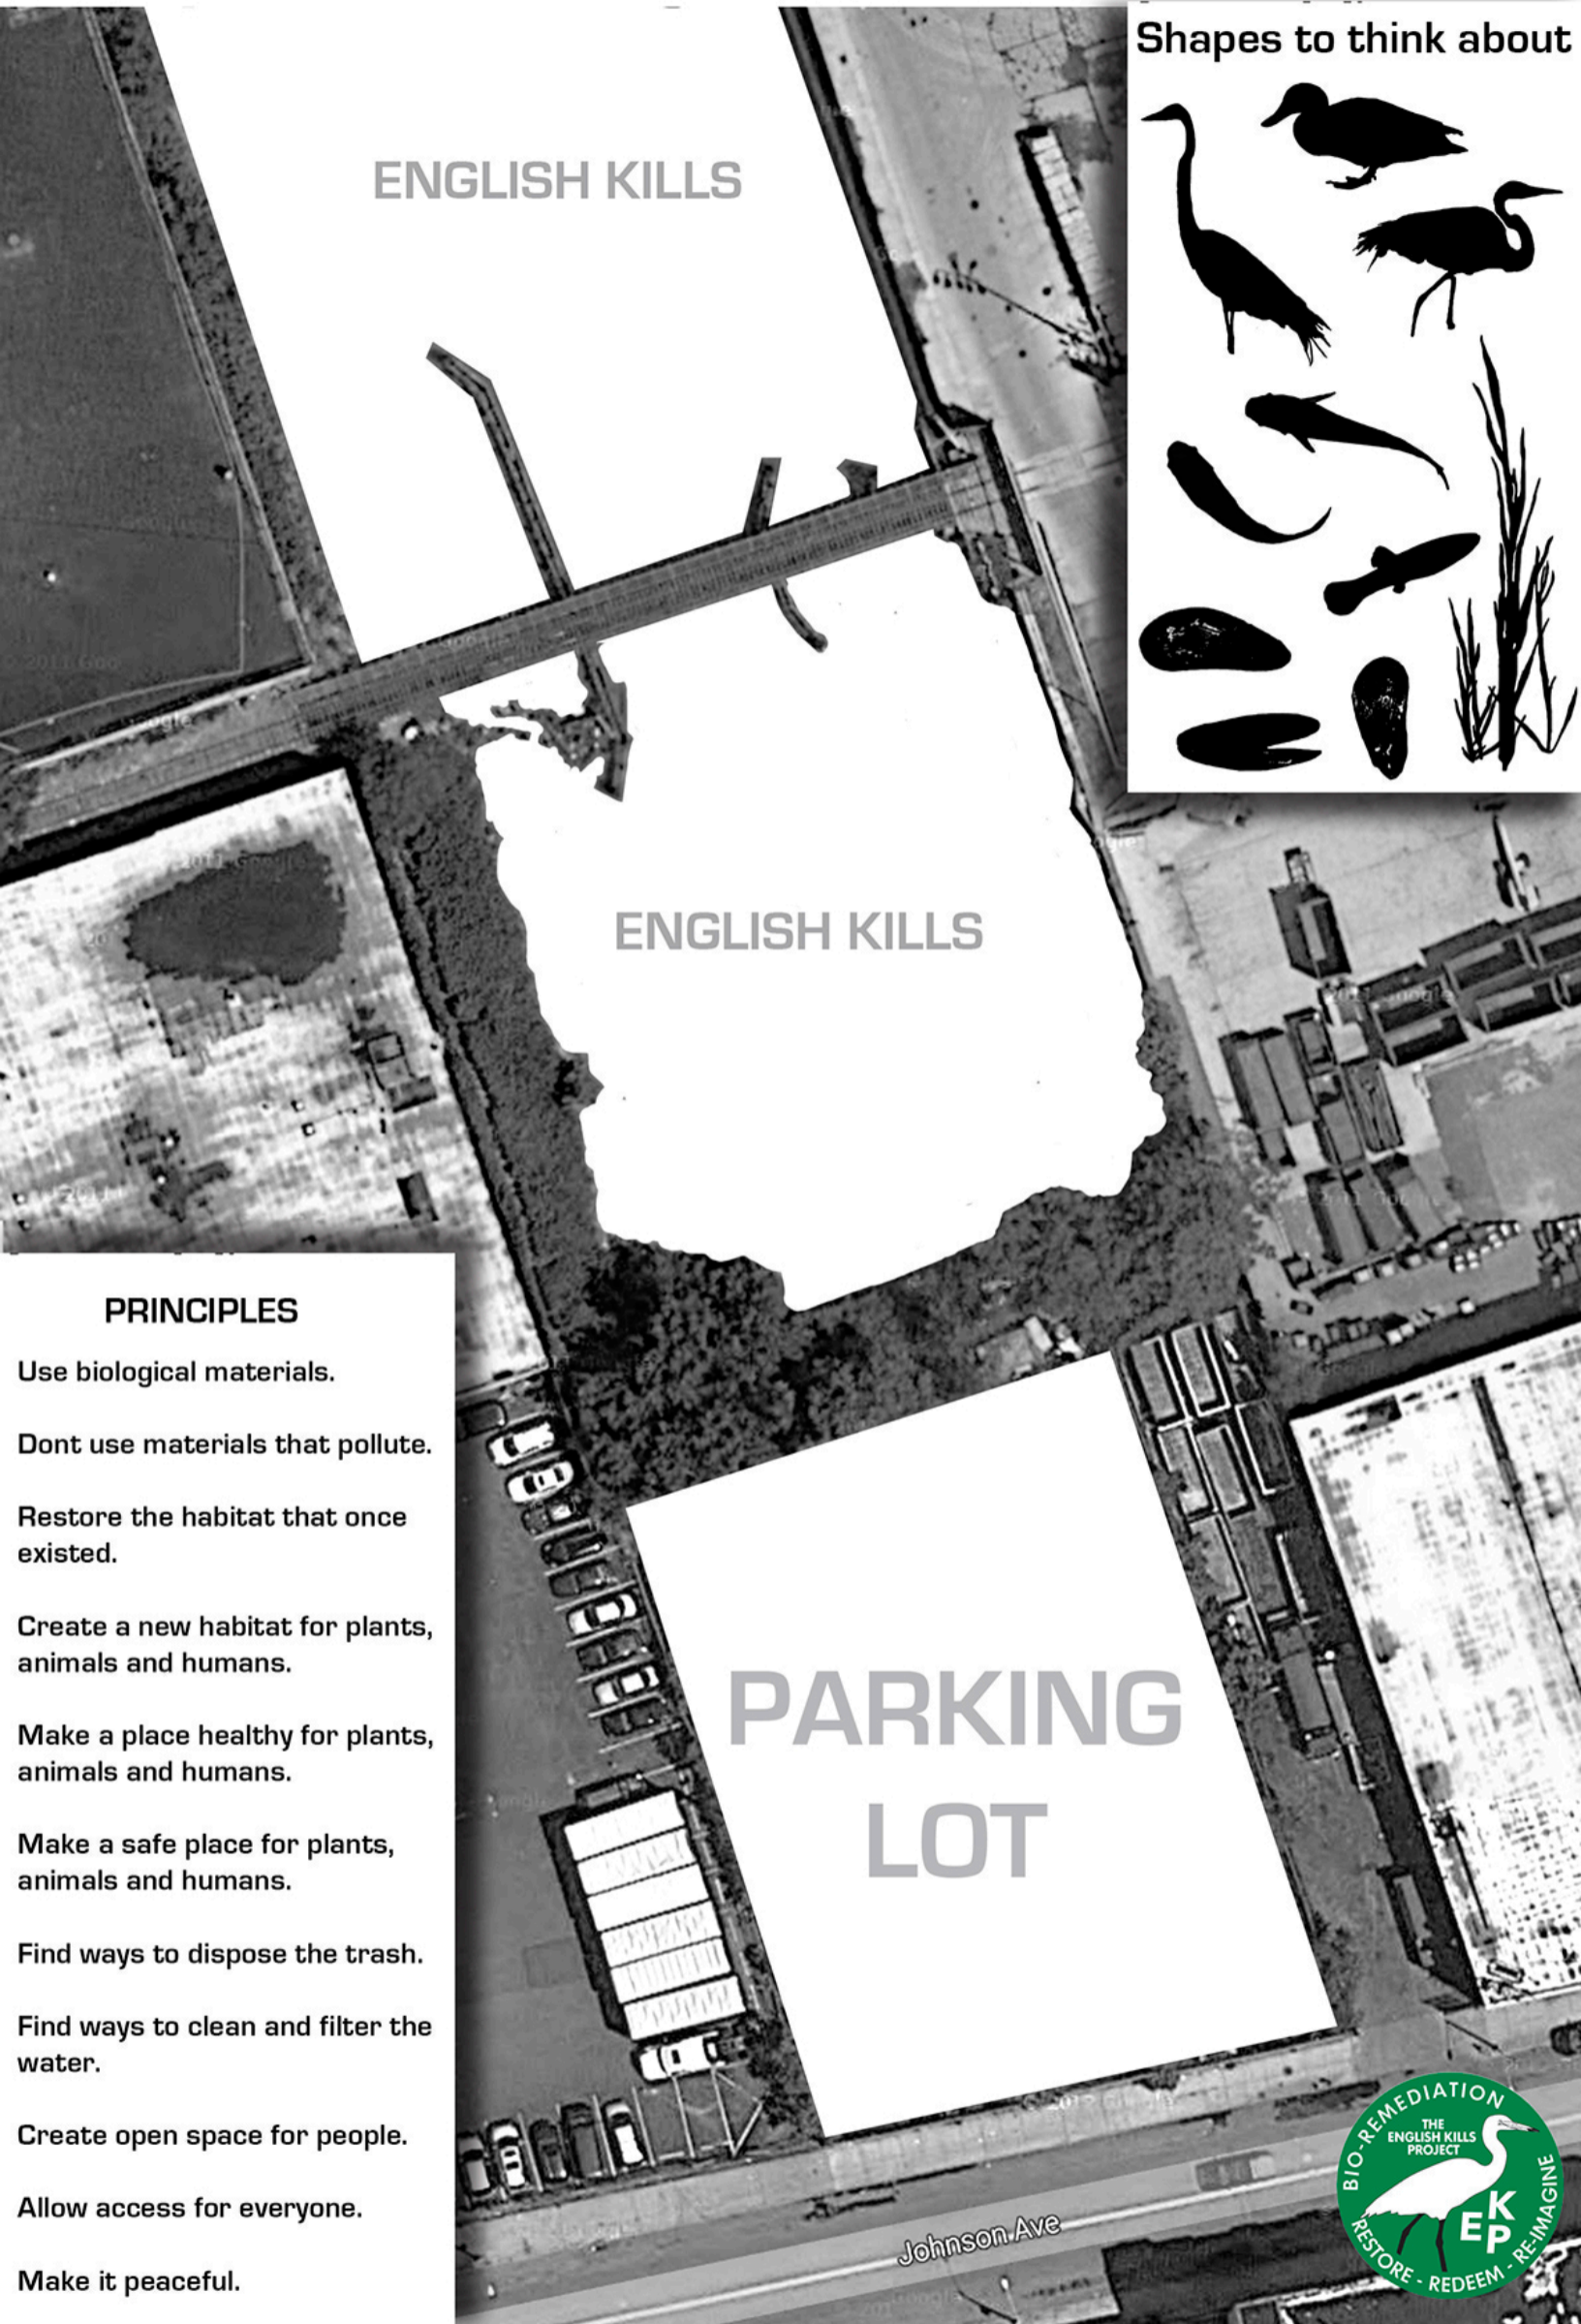 Shapes to think about
ENGLISH KILLS
ENGLISH KILLS
PRINCIPLES
Use biological materials.
Dont use materials that pollute.
Restore the habitat that once
existed.
Create a new habitat for plants,
animals and humans.
Make a place healthy for plants,
animals and humans.
Make a safe place for plants,
animals and humans.
Find ways to dispose the trash.
Find ways to clean and filter the
water.
Create open space for people.
Allow access for everyone.
Make it peaceful.
PARKING
LOT
Johnson Ave
BIO-REMEDIATION
THE
ENGLISH KILLS
PROJECT
EKP
RESTORE - REDEEM - RE-IMAGINE